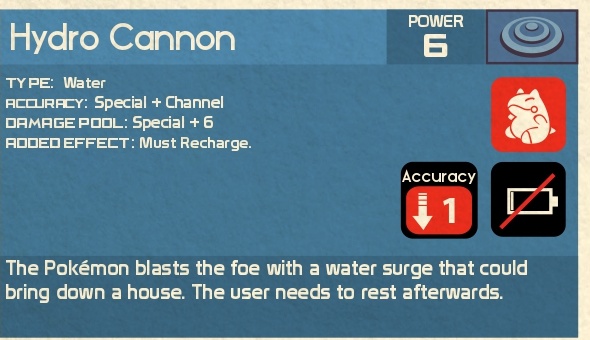 Hydro Cannon
POWER
6
TYPE: Water
ACCURACY: Special + Channel
DAMAGE POOL: Special + 6
ADDED EFFECT: Must Recharge.
Accuracy
1
The Pokémon blasts the foe with a water surge that could
bring down a house. The user needs to rest afterwards.